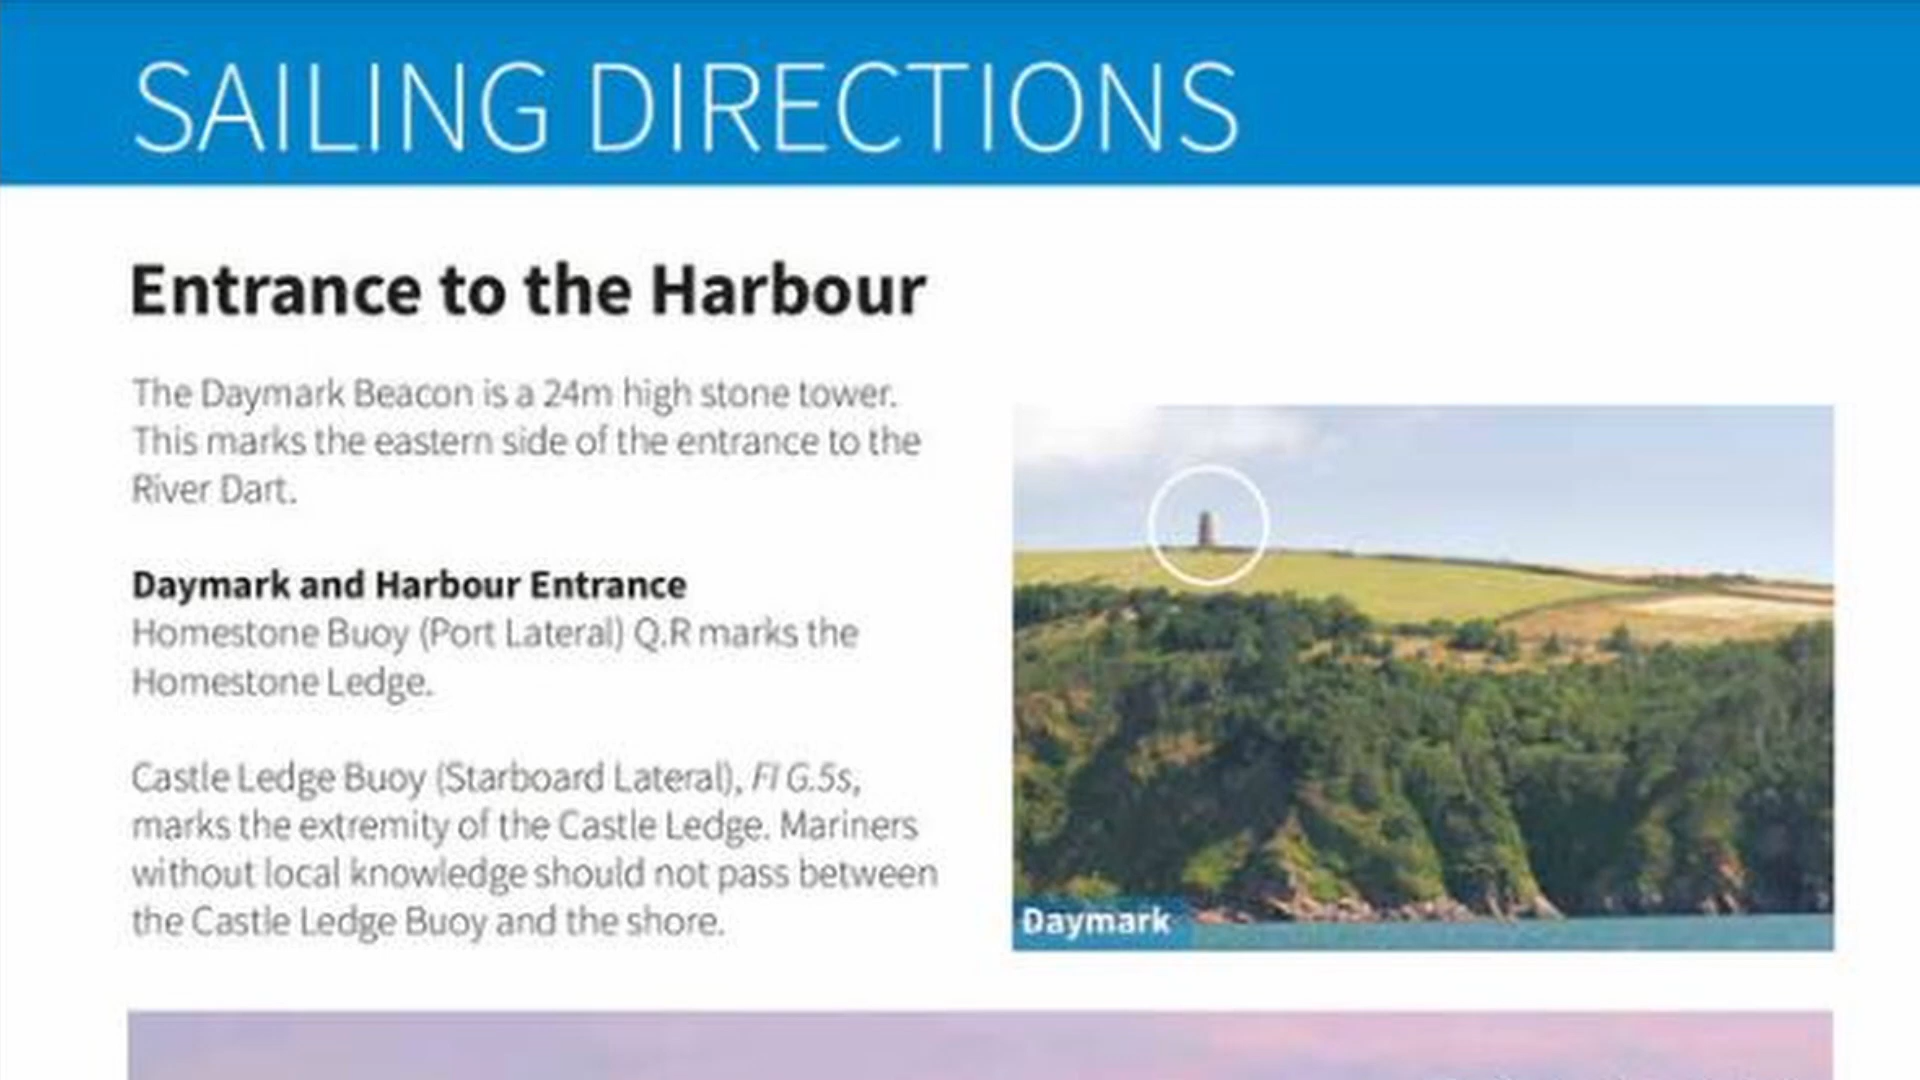 SAILING DIRECTIONS
Entrance to the Harbour
The Daymark Beacon is a 24m high stone tower.
This marks the eastern side of the entrance to the
River Dart.
Daymark and Harbour Entrance
Homestone Buoy (Port Lateral) Q.R marks the
Homestone Ledge.
Castle Ledge Buoy (Starboard Lateral), Fl G.5s,
marks the extremity of the Castle Ledge. Mariners
without local knowledge should not pass between
the Castle Ledge Buoy and the shore.
Daymark